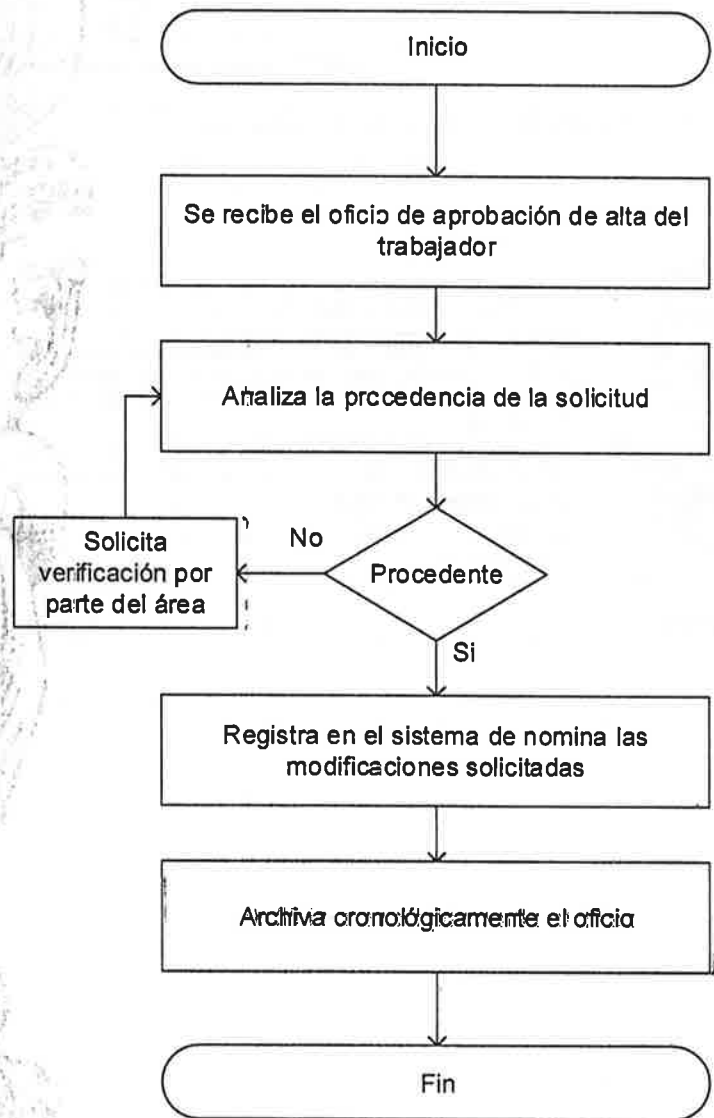 Inicio
Se recibe el oficio de aprobación de alta del
trabajador
Analiza la procedencia de la solicitud
Solicita
verificación por
parte del área
No
Procedente
Si
Registra en el sistema de nomina las
modificaciones solicitadas
Archiva cronológicamente el oficio
Fin